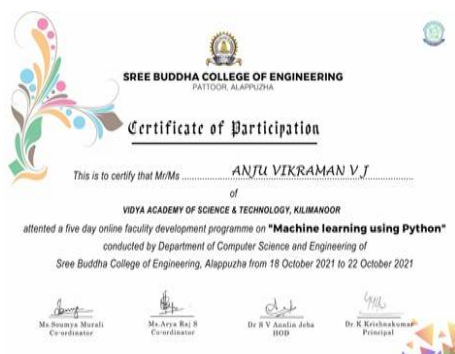 SREE BUDDHA COLLEGE OF ENGINEERING
PATTOOR, ALAPPUZHA
Certificate of Participation
This is to certify that Mr/Ms .......... ANJU VIKRAMAN V J ..........
of
VIDYA ACADEMY OF SCIENCE & TECHNOLOGY, KILIMANOOR
attented a five day online faculty development programme on "Machine learning using Python"
conducted by Department of Computer Science and Engineering of
Sree Buddha College of Engineering, Alappuzha from 18 October 2021 to 22 October 2021
Ms.Soumya Murali Ms.Arya Raj S Dr S V Annlin Jeba Dr K Krishnakumar
Co-ordinator Co-ordinator HOD Principal